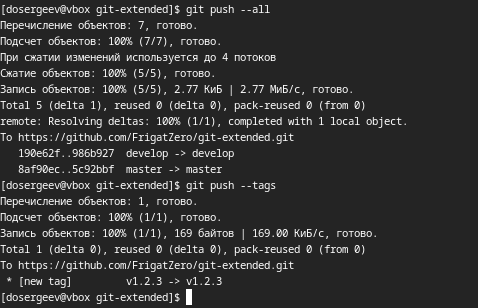 [dosergeev@vbox git-extended]$ git push --all
Перечисление объектов: 7, готово.
Подсчет объектов: 100% (7/7), готово.
При сжатии изменений используется до 4 потоков
Сжатие объектов: 100% (5/5), готово.
Запись объектов: 100% (5/5), 2.77 КиБ | 2.77 МиБ/с, готово.
Total 5 (delta 1), reused 0 (delta 0), pack-reused 0 (from 0)
remote: Resolving deltas: 100% (1/1), completed with 1 local object.
To https://github.com/FrigatZero/git-extended.git
   190e62f..986b927  develop -> develop
   8af90ec..5c92bbf  master -> master
[dosergeev@vbox git-extended]$ git push --tags
Перечисление объектов: 1, готово.
Подсчет объектов: 100% (1/1), готово.
Запись объектов: 100% (1/1), 169 байтов | 169.00 КиБ/с, готово.
Total 1 (delta 0), reused 0 (delta 0), pack-reused 0 (from 0)
To https://github.com/FrigatZero/git-extended.git
 * [new tag]         v1.2.3 -> v1.2.3
[dosergeev@vbox git-extended]$